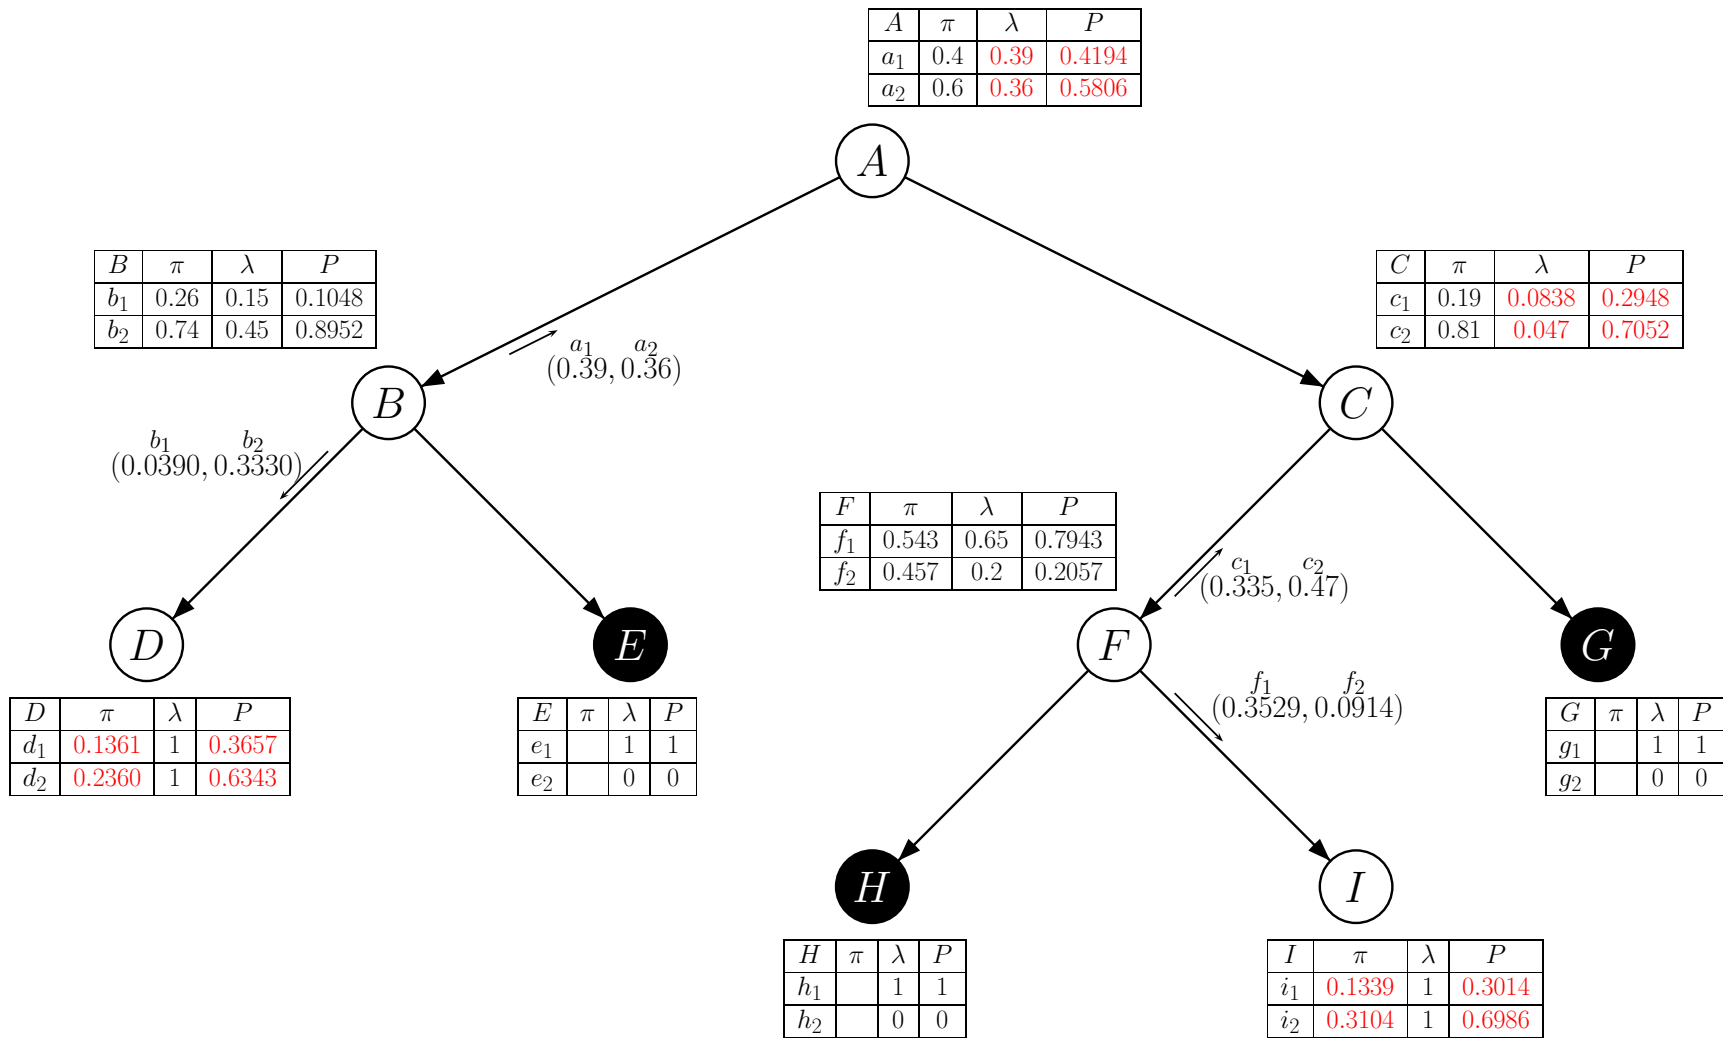 A π λ P
a₁ 0.4 0.39 0.4194
a₂ 0.6 0.36 0.5806
A
B π λ P
b₁ 0.26 0.15 0.1048
b₂ 0.74 0.45 0.8952
C π λ P
c₁ 0.19 0.0838 0.2948
c₂ 0.81 0.047 0.7052
a₁ a₂
(0.39, 0.36)
B
C
b₁ b₂
(0.0390, 0.3330)
F π λ P
f₁ 0.543 0.65 0.7943
f₂ 0.457 0.2 0.2057
c₁ c₂
(0.335, 0.47)
D
E
F
G
f₁ f₂
(0.3529, 0.0914)
D π λ P
d₁ 0.1361 1 0.3657
d₂ 0.2360 1 0.6343
E π λ P
e₁ 1 1
e₂ 0 0
G π λ P
g₁ 1 1
g₂ 0 0
H
I
H π λ P
h₁ 1 1
h₂ 0 0
I π λ P
i₁ 0.1339 1 0.3014
i₂ 0.3104 1 0.6986